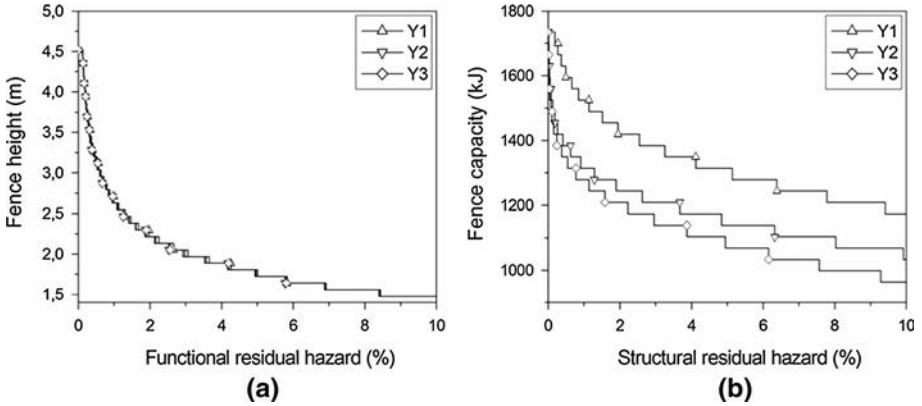 5,0
4,5
4,0
3,5
3,0
2,5
2,0
1,5
Fence height (m)
0 2 4 6 8 10
Functional residual hazard (%)
Y1
Y2
Y3
(a)
1800
1600
1400
1200
1000
Fence capacity (kJ)
0 2 4 6 8 10
Structural residual hazard (%)
Y1
Y2
Y3
(b)